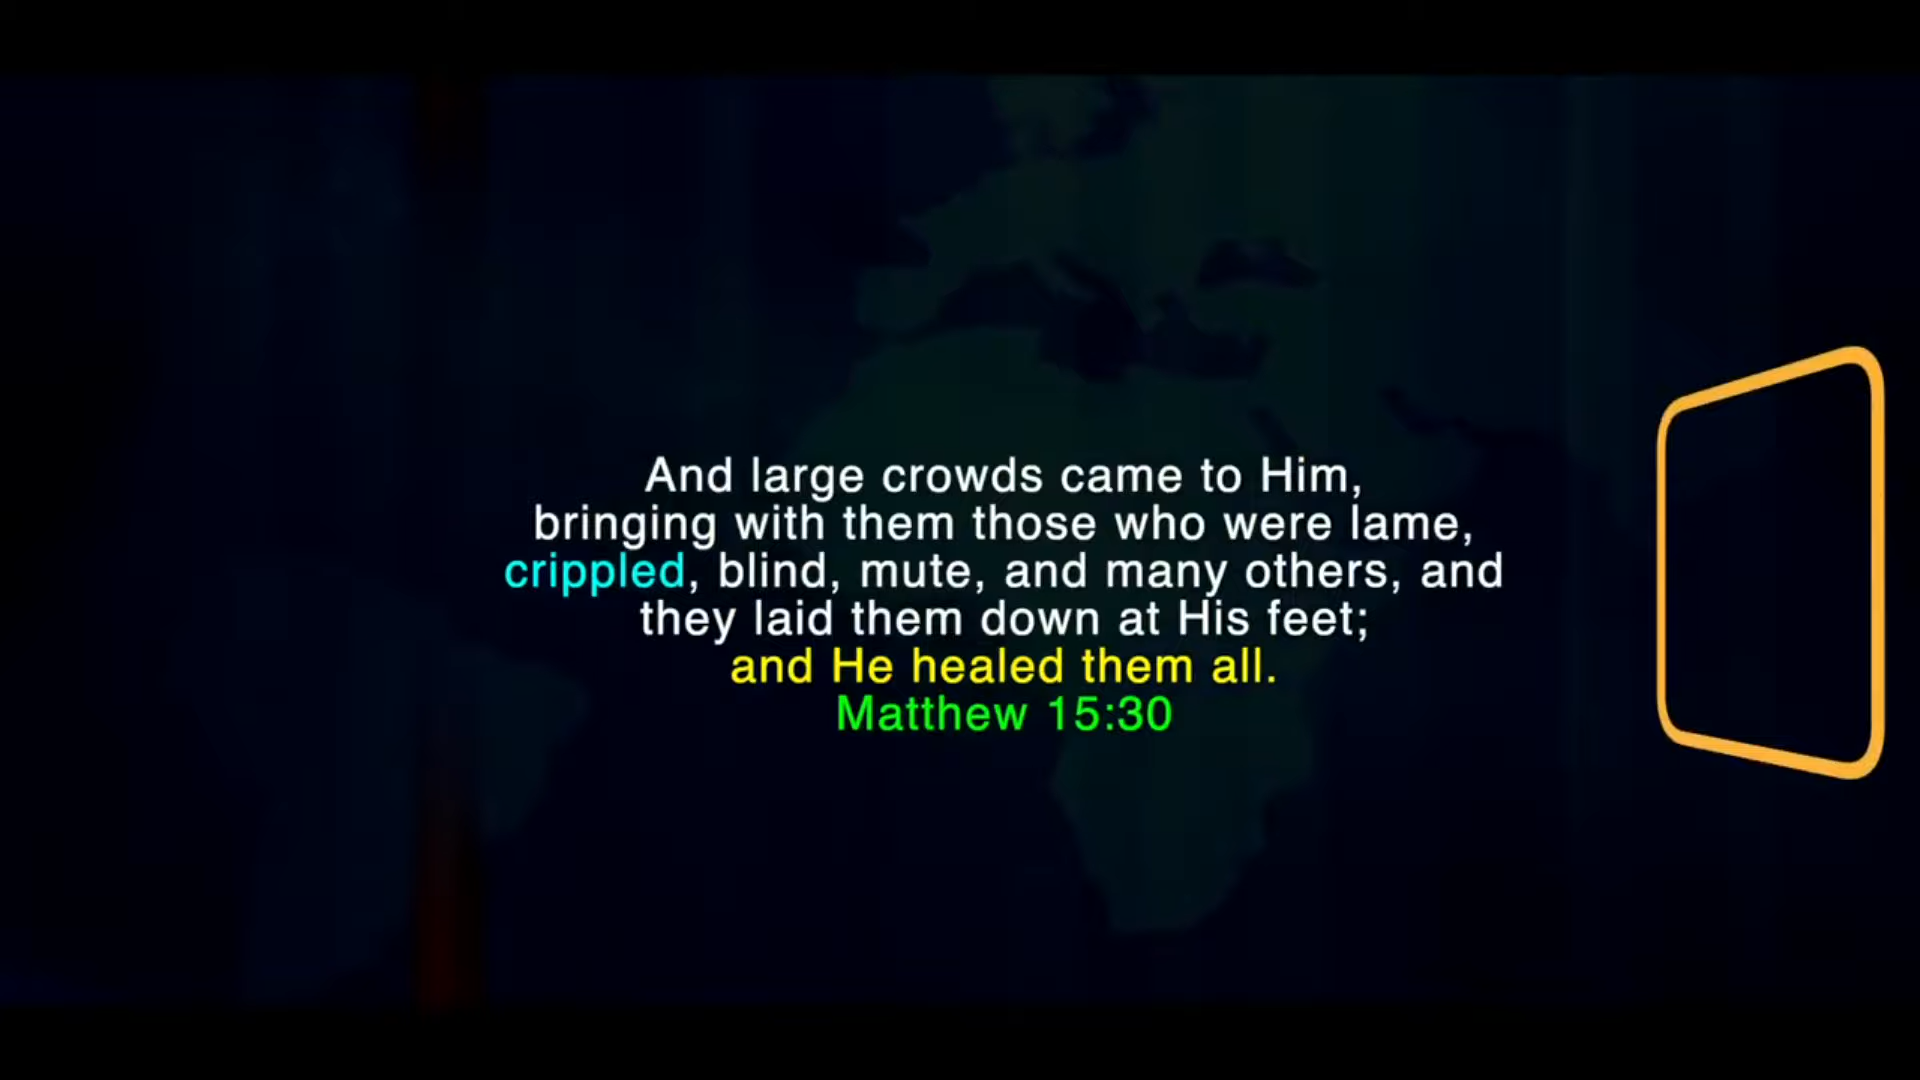 And large crowds came to Him,
bringing with them those who were lame,
crippled, blind, mute, and many others, and
they laid them down at His feet;
and He healed them all.
Matthew 15:30